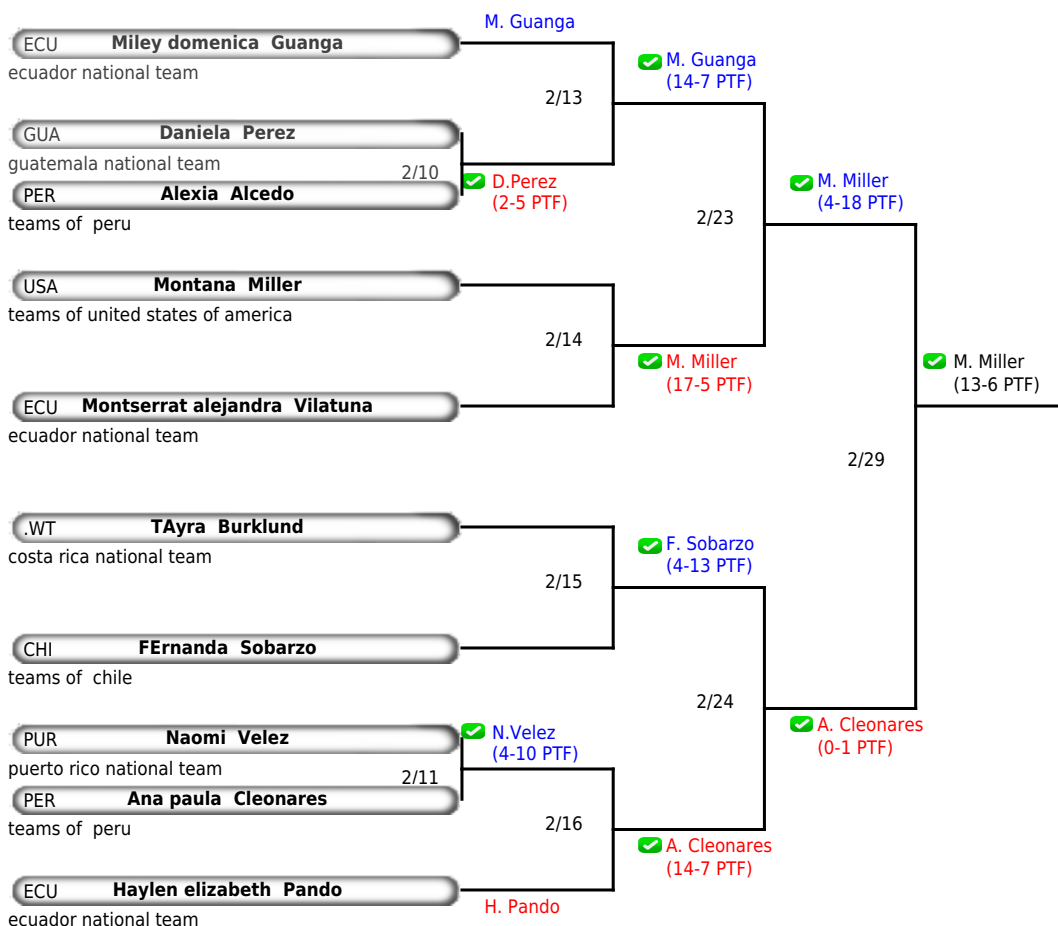 M. Guanga
ECU Miley domenica Guanga
ecuador national team
M. Guanga
(14-7 PTF)
2/13
GUA Daniela Perez
guatemala national team
2/10
D.Perez
(2-5 PTF)
PER Alexia Alcedo
teams of peru
M. Miller
(4-18 PTF)
2/23
USA Montana Miller
teams of united states of america
2/14
M. Miller
(17-5 PTF)
M. Miller
(13-6 PTF)
ECU Montserrat alejandra Vilatuna
ecuador national team
2/29
.WT TAyra Burklund
costa rica national team
F. Sobarzo
(4-13 PTF)
2/15
CHI FErnanda Sobarzo
teams of chile
2/24
A. Cleonares
(0-1 PTF)
PUR Naomi Velez
puerto rico national team
N.Velez
(4-10 PTF)
2/11
PER Ana paula Cleonares
teams of peru
2/16
A. Cleonares
(14-7 PTF)
ECU Haylen elizabeth Pando
ecuador national team
H. Pando